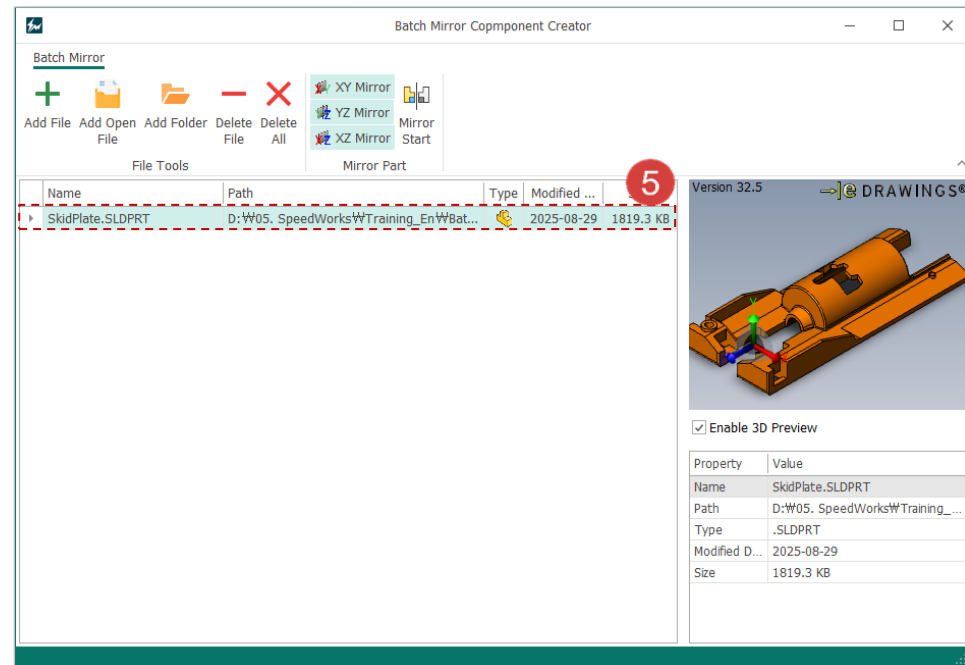 Batch Mirror Copmponent Creator
Batch Mirror
Add File
Add Open File
Add Folder
Delete File
Delete All
File Tools
XY Mirror
YZ Mirror
XZ Mirror
Mirror Start
Mirror Part
Name Path Type Modified ...
5
SkidPlate.SLDPRT D:₩05. SpeedWorks₩Training_En₩Bat... 2025-08-29 1819.3 KB
Version 32.5
eDRAWINGS®
Y
Enable 3D Preview
Property Value
Name SkidPlate.SLDPRT
Path D:₩05. SpeedWorks₩Training_...
Type .SLDPRT
Modified D... 2025-08-29
Size 1819.3 KB